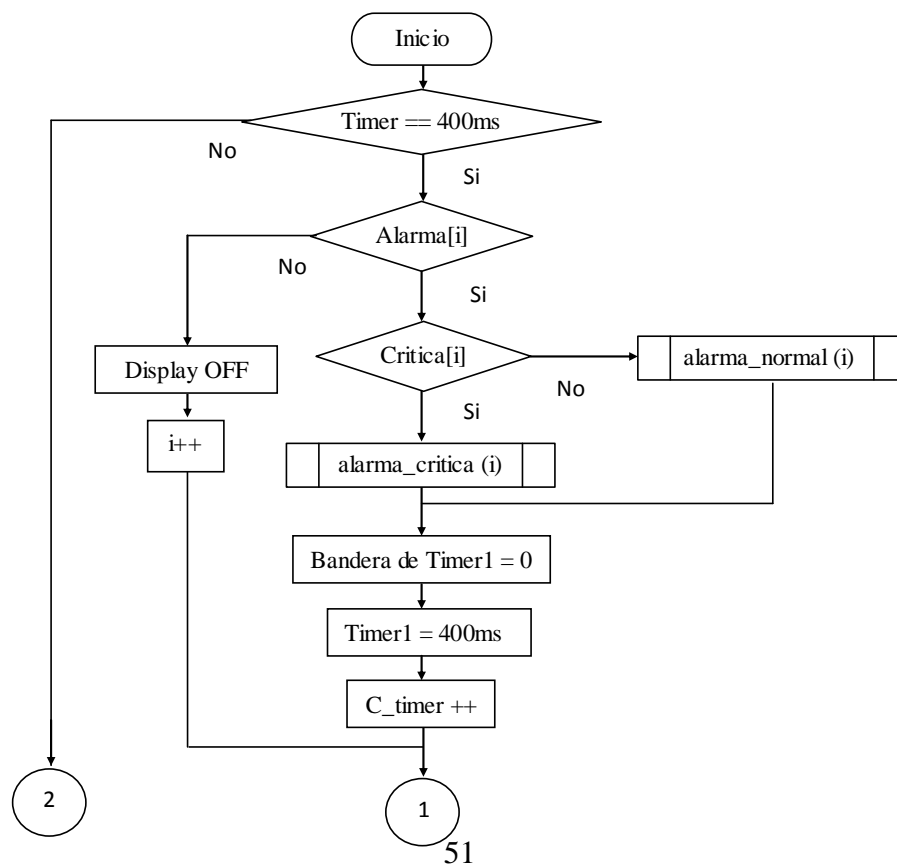 Inicio
Timer == 400ms
No
Si
Alarma[i]
No
Si
Critica[i]
alarma_normal (i)
Display OFF
No
Si
i++
alarma_critica (i)
Bandera de Timer1 = 0
Timer1 = 400ms
C_timer ++
2
1
51